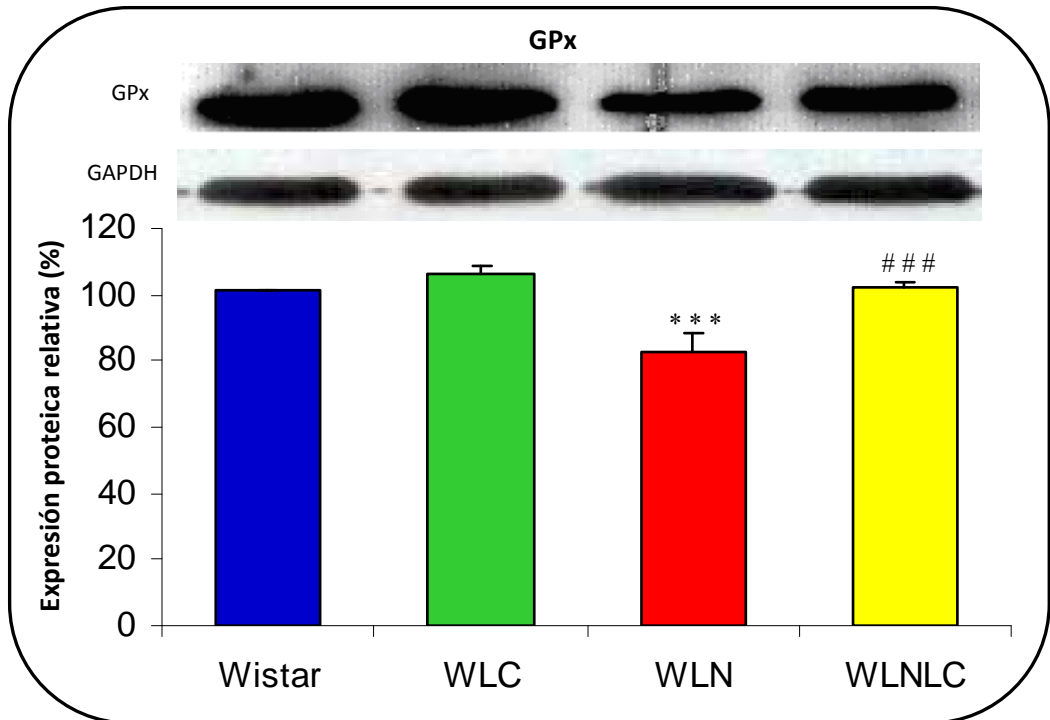 GPx
GPx
GAPDH
Expresión proteica relativa (%)
120
100
80
60
40
20
0
* * *
# # #
Wistar
WLC
WLN
WLNLC